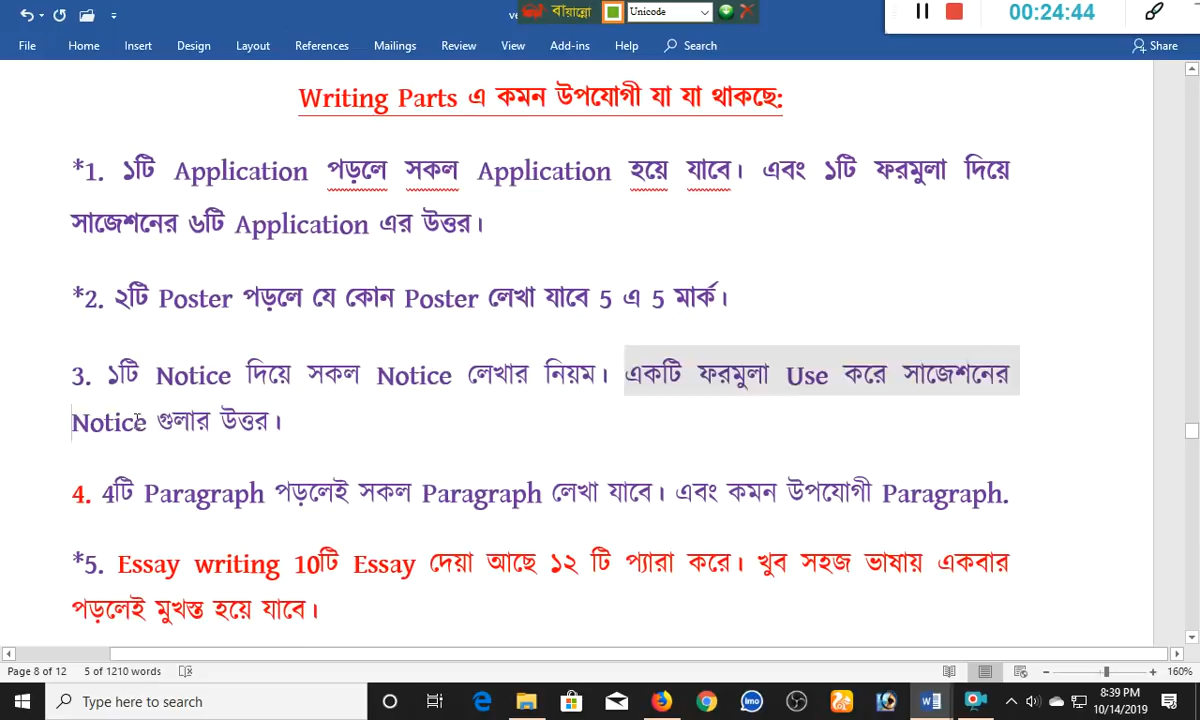 বায়ান্নো
Unicode
00:24:44
File Home Insert Design Layout References Mailings Review View Add-ins Help Search Share
Writing Parts এ কমন উপযোগী যা যা থাকছে:
*1. ১টি Application পড়লে সকল Application হয়ে যাবে। এবং ১টি ফরমুলা দিয়ে
সাজেশনের ৬টি Application এর উত্তর।
*2. ২টি Poster পড়লে যে কোন Poster লেখা যাবে 5 এ 5 মার্ক।
3. ১টি Notice দিয়ে সকল Notice লেখার নিয়ম। একটি ফরমুলা Use করে সাজেশনের
Notice গুলার উত্তর।
4. 4টি Paragraph পড়লেই সকল Paragraph লেখা যাবে। এবং কমন উপযোগী Paragraph.
*5. Essay writing 10টি Essay দেয়া আছে ১২ টি প্যারা করে। খুব সহজ ভাষায় একবার
পড়লেই মুখস্ত হয়ে যাবে।
Page 8 of 12 5 of 1210 words 160%
Type here to search
imo
8:39 PM
10/14/2019